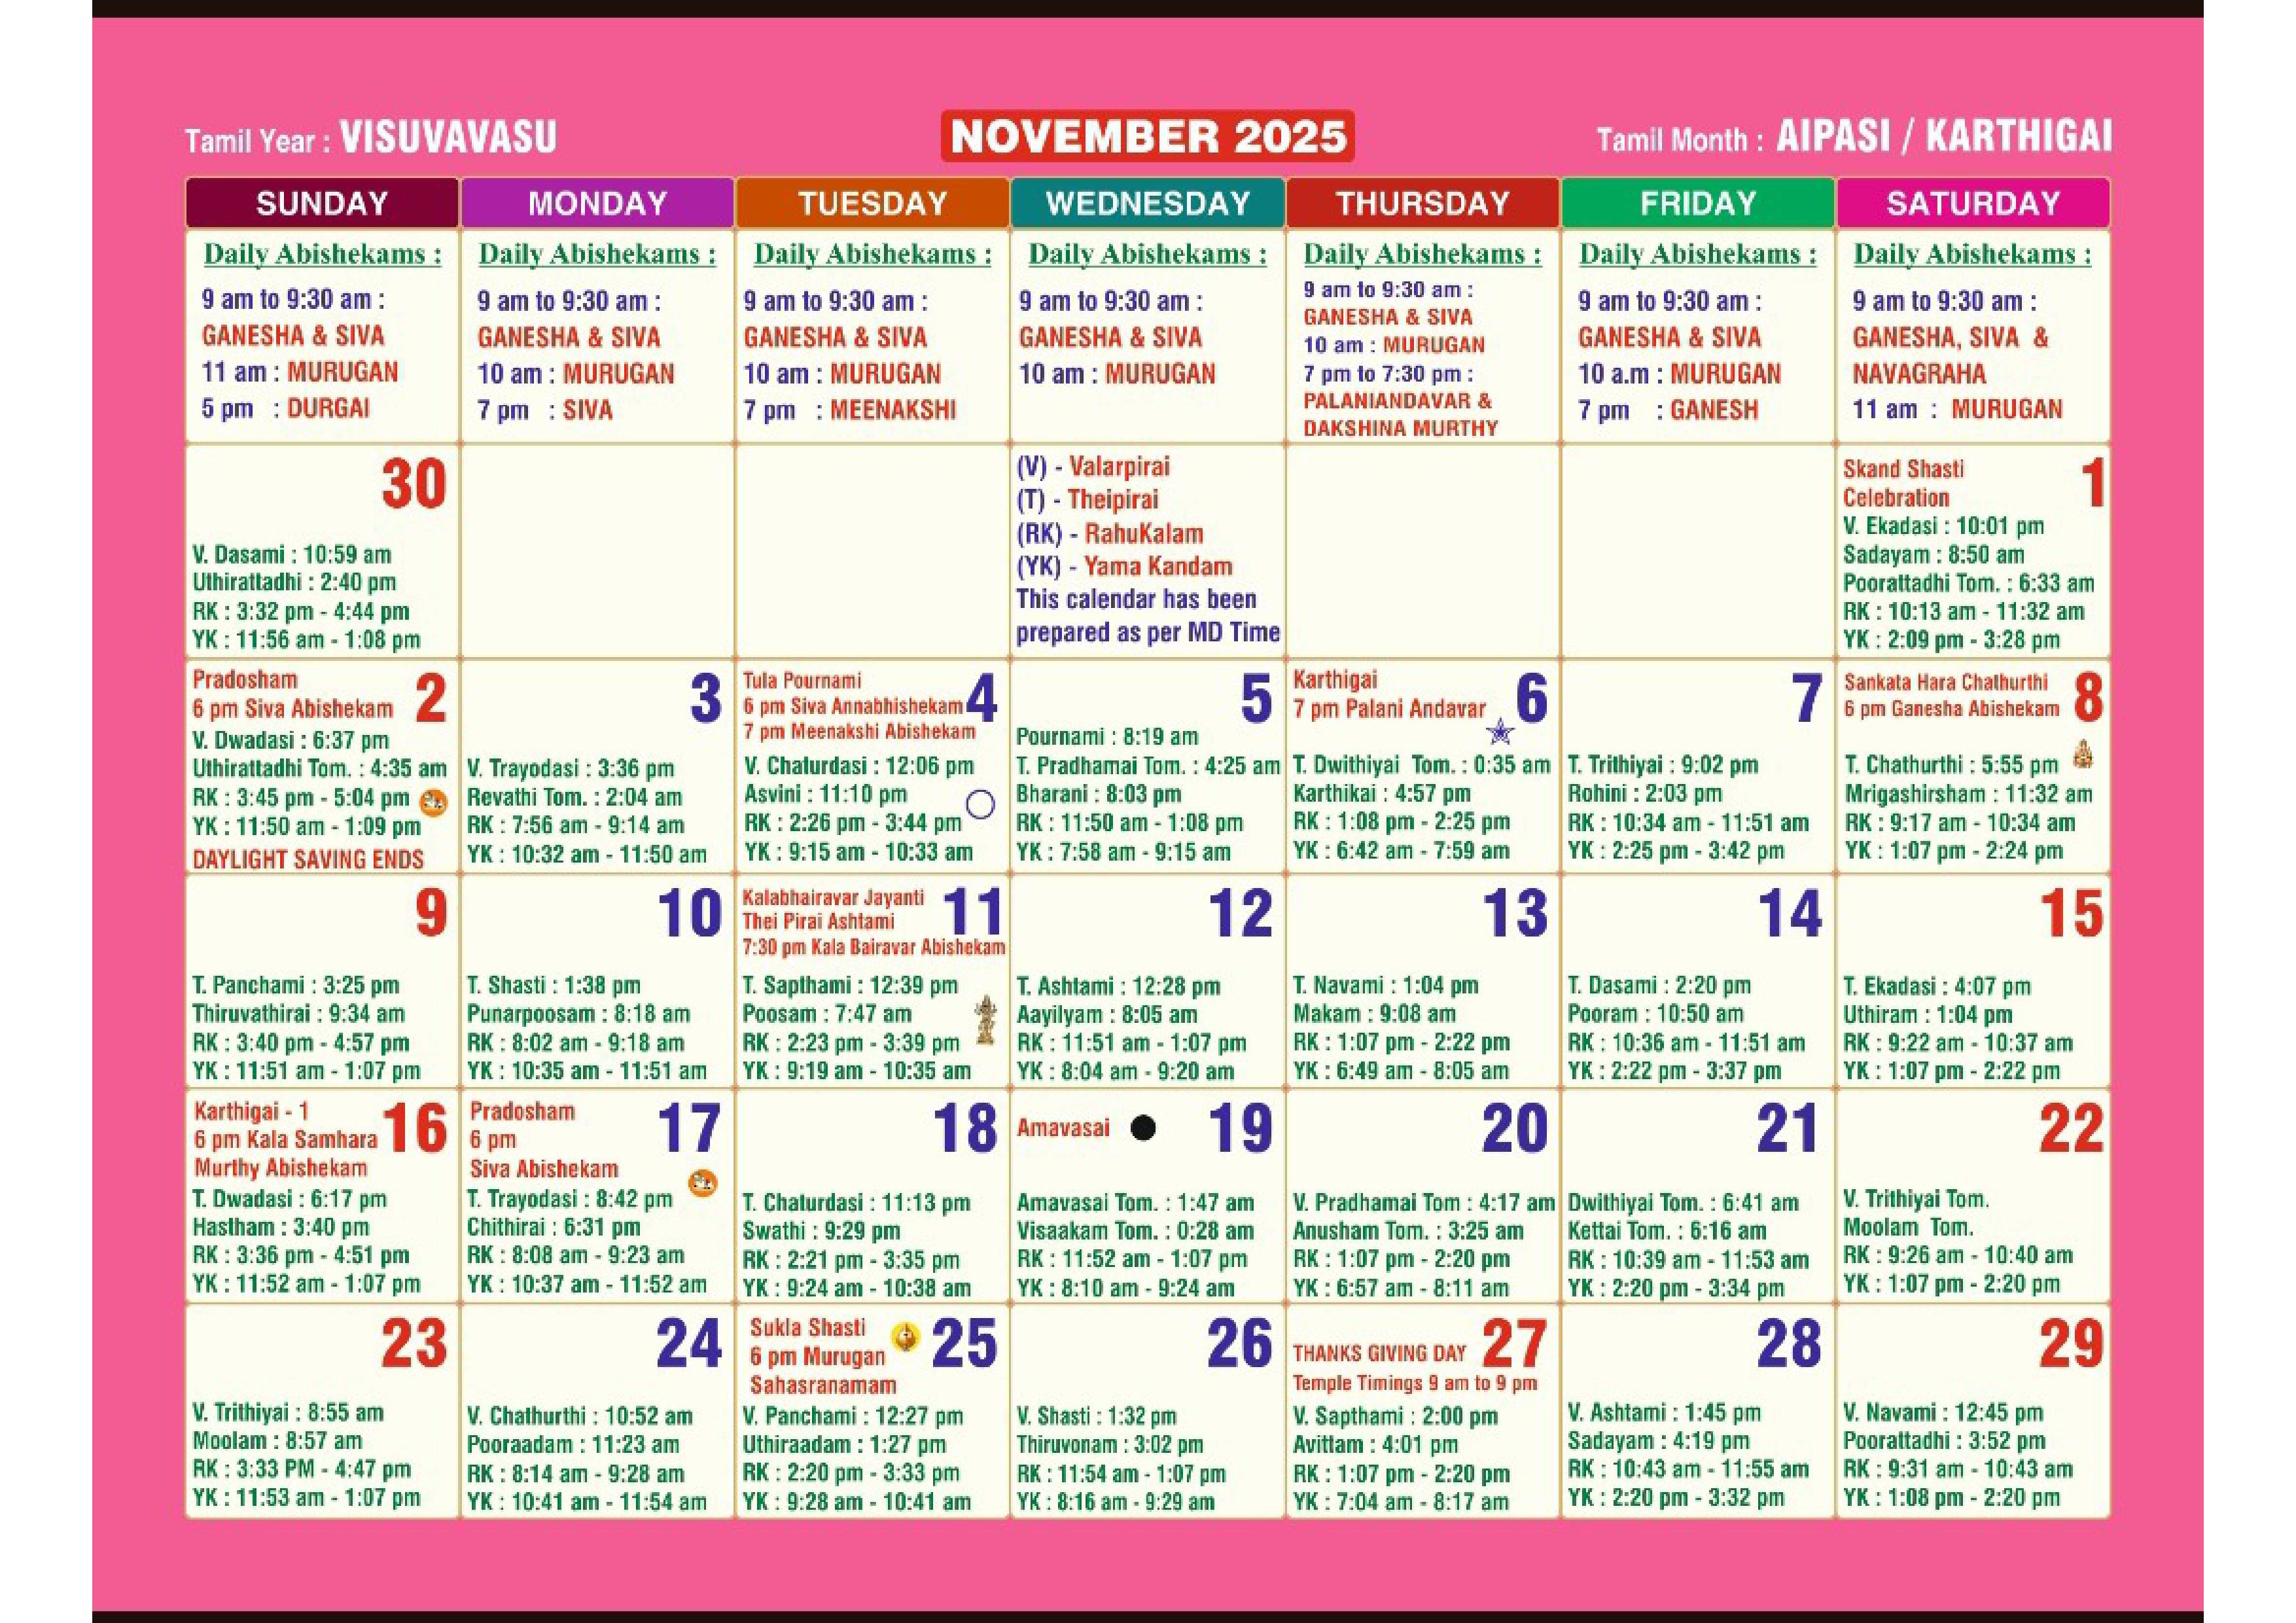 Tamil Year : VISUVAVASU
NOVEMBER 2025
Tamil Month : AIPASI / KARTHIGAI
SUNDAY
MONDAY
TUESDAY
WEDNESDAY
THURSDAY
FRIDAY
SATURDAY
Daily Abishekams :
9 am to 9:30 am :
GANESHA & SIVA
11 am : MURUGAN
5 pm : DURGAI
Daily Abishekams :
9 am to 9:30 am :
GANESHA & SIVA
10 am : MURUGAN
7 pm : SIVA
Daily Abishekams :
9 am to 9:30 am :
GANESHA & SIVA
10 am : MURUGAN
7 pm : MEENAKSHI
Daily Abishekams :
9 am to 9:30 am :
GANESHA & SIVA
10 am : MURUGAN
Daily Abishekams :
9 am to 9:30 am :
GANESHA & SIVA
10 am : MURUGAN
7 pm to 7:30 pm :
PALANIANDAVAR &
DAKSHINA MURTHY
Daily Abishekams :
9 am to 9:30 am :
GANESHA & SIVA
10 a.m : MURUGAN
7 pm : GANESH
Daily Abishekams :
9 am to 9:30 am :
GANESHA, SIVA &
NAVAGRAHA
11 am : MURUGAN
30
V. Dasami : 10:59 am
Uthirattadhi : 2:40 pm
RK : 3:32 pm - 4:44 pm
YK : 11:56 am - 1:08 pm
(V) - Valarpirai
(T) - Theipirai
(RK) - RahuKalam
(YK) - Yama Kandam
This calendar has been
prepared as per MD Time
Skand Shasti
Celebration
1
V. Ekadasi : 10:01 pm
Sadayam : 8:50 am
Poorattadhi Tom. : 6:33 am
RK : 10:13 am - 11:32 am
YK : 2:09 pm - 3:28 pm
Pradosham
6 pm Siva Abishekam
2
V. Dwadasi : 6:37 pm
Uthirattadhi Tom. : 4:35 am
RK : 3:45 pm - 5:04 pm
YK : 11:50 am - 1:09 pm
DAYLIGHT SAVING ENDS
3
V. Trayodasi : 3:36 pm
Revathi Tom. : 2:04 am
RK : 7:56 am - 9:14 am
YK : 10:32 am - 11:50 am
Tula Pournami
6 pm Siva Annabhishekam
7 pm Meenakshi Abishekam
4
V. Chaturdasi : 12:06 pm
Asvini : 11:10 pm
RK : 2:26 pm - 3:44 pm
YK : 9:15 am - 10:33 am
5
Pournami : 8:19 am
T. Pradhamai Tom. : 4:25 am
Bharani : 8:03 pm
RK : 11:50 am - 1:08 pm
YK : 7:58 am - 9:15 am
Karthigai
7 pm Palani Andavar
6
T. Dwithiyai Tom. : 0:35 am
Karthikai : 4:57 pm
RK : 1:08 pm - 2:25 pm
YK : 6:42 am - 7:59 am
7
T. Trithiyai : 9:02 pm
Rohini : 2:03 pm
RK : 10:34 am - 11:51 am
YK : 2:25 pm - 3:42 pm
Sankata Hara Chathurthi
6 pm Ganesha Abishekam
8
T. Chathurthi : 5:55 pm
Mrigashirsham : 11:32 am
RK : 9:17 am - 10:34 am
YK : 1:07 pm - 2:24 pm
9
T. Panchami : 3:25 pm
Thiruvathirai : 9:34 am
RK : 3:40 pm - 4:57 pm
YK : 11:51 am - 1:07 pm
10
T. Shasti : 1:38 pm
Punarpoosam : 8:18 am
RK : 8:02 am - 9:18 am
YK : 10:35 am - 11:51 am
Kalabhairavar Jayanti
Thei Pirai Ashtami
11
7:30 pm Kala Bairavar Abishekam
T. Sapthami : 12:39 pm
Poosam : 7:47 am
RK : 2:23 pm - 3:39 pm
YK : 9:19 am - 10:35 am
12
T. Ashtami : 12:28 pm
Aayilyam : 8:05 am
RK : 11:51 am - 1:07 pm
YK : 8:04 am - 9:20 am
13
T. Navami : 1:04 pm
Makam : 9:08 am
RK : 1:07 pm - 2:22 pm
YK : 6:49 am - 8:05 am
14
T. Dasami : 2:20 pm
Pooram : 10:50 am
RK : 10:36 am - 11:51 am
YK : 2:22 pm - 3:37 pm
15
T. Ekadasi : 4:07 pm
Uthiram : 1:04 pm
RK : 9:22 am - 10:37 am
YK : 1:07 pm - 2:22 pm
Karthigai - 1
6 pm Kala Samhara
Murthy Abishekam
16
T. Dwadasi : 6:17 pm
Hastham : 3:40 pm
RK : 3:36 pm - 4:51 pm
YK : 11:52 am - 1:07 pm
Pradosham
6 pm
Siva Abishekam
17
T. Trayodasi : 8:42 pm
Chithirai : 6:31 pm
RK : 8:08 am - 9:23 am
YK : 10:37 am - 11:52 am
18
T. Chaturdasi : 11:13 pm
Swathi : 9:29 pm
RK : 2:21 pm - 3:35 pm
YK : 9:24 am - 10:38 am
Amavasai
19
Amavasai Tom. : 1:47 am
Visaakam Tom. : 0:28 am
RK : 11:52 am - 1:07 pm
YK : 8:10 am - 9:24 am
20
V. Pradhamai Tom : 4:17 am
Anusham Tom. : 3:25 am
RK : 1:07 pm - 2:20 pm
YK : 6:57 am - 8:11 am
21
Dwithiyai Tom. : 6:41 am
Kettai Tom. : 6:16 am
RK : 10:39 am - 11:53 am
YK : 2:20 pm - 3:34 pm
22
V. Trithiyai Tom.
Moolam Tom.
RK : 9:26 am - 10:40 am
YK : 1:07 pm - 2:20 pm
23
V. Trithiyai : 8:55 am
Moolam : 8:57 am
RK : 3:33 PM - 4:47 pm
YK : 11:53 am - 1:07 pm
24
V. Chathurthi : 10:52 am
Pooraadam : 11:23 am
RK : 8:14 am - 9:28 am
YK : 10:41 am - 11:54 am
Sukla Shasti
6 pm Murugan
Sahasranamam
25
V. Panchami : 12:27 pm
Uthiraadam : 1:27 pm
RK : 2:20 pm - 3:33 pm
YK : 9:28 am - 10:41 am
26
V. Shasti : 1:32 pm
Thiruvonam : 3:02 pm
RK : 11:54 am - 1:07 pm
YK : 8:16 am - 9:29 am
THANKS GIVING DAY
27
Temple Timings 9 am to 9 pm
V. Sapthami : 2:00 pm
Avittam : 4:01 pm
RK : 1:07 pm - 2:20 pm
YK : 7:04 am - 8:17 am
28
V. Ashtami : 1:45 pm
Sadayam : 4:19 pm
RK : 10:43 am - 11:55 am
YK : 2:20 pm - 3:32 pm
29
V. Navami : 12:45 pm
Poorattadhi : 3:52 pm
RK : 9:31 am - 10:43 am
YK : 1:08 pm - 2:20 pm